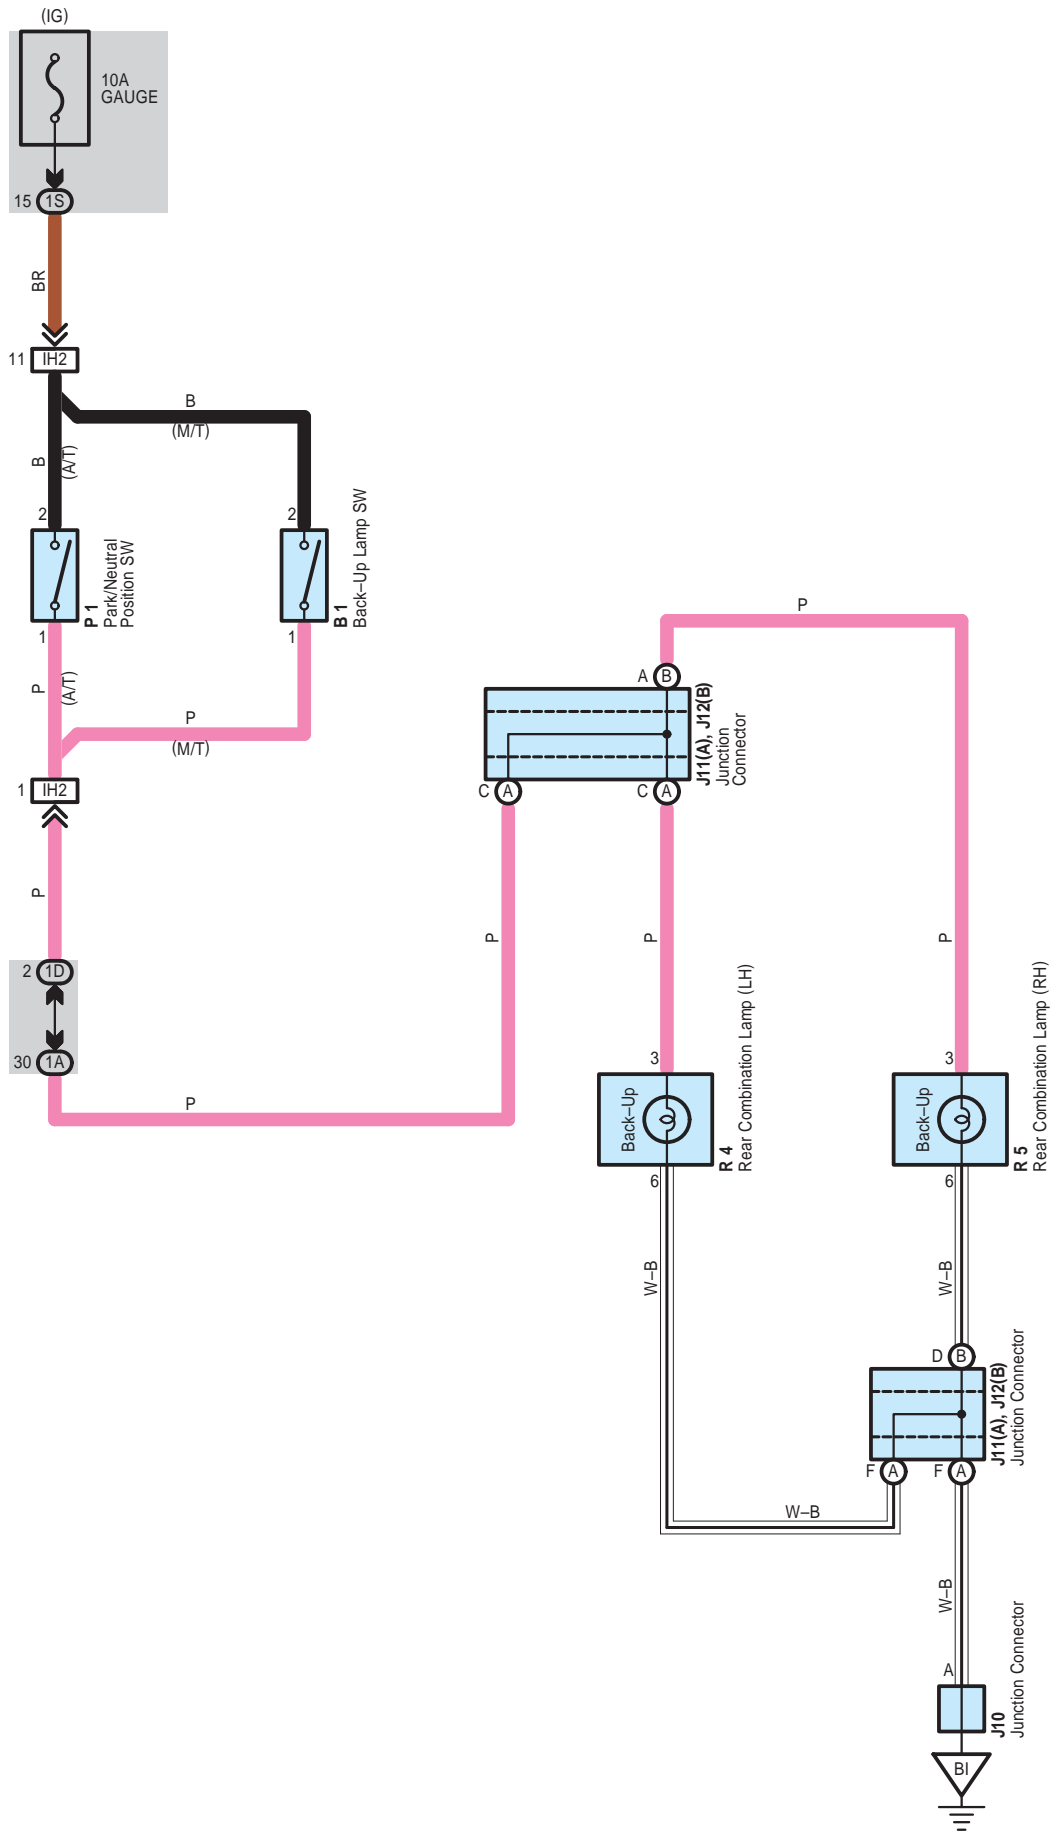 (IG)
10A
GAUGE
15 1S
BR
11 IH2
B
(M/T)
B
(A/T)
2
2
P 1
Park/Neutral
Position SW
B 1
Back–Up Lamp SW
1
1
P
(A/T)
P
(M/T)
1 IH2
P
2 1D
30 1A
P
P
A B
J11(A), J12(B)
Junction
Connector
C A
C A
P
P
P
3
3
Back–Up
R 4
Rear Combination Lamp (LH)
Back–Up
R 5
Rear Combination Lamp (RH)
6
6
W–B
W–B
D B
J11(A), J12(B)
Junction Connector
F A
F A
W–B
W–B
A
J10
Junction Connector
BI